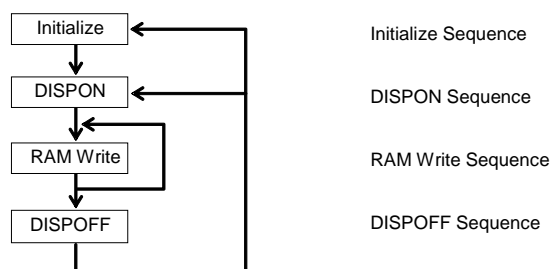 Initialize Initialize Sequence
DISPON DISPON Sequence
RAM Write RAM Write Sequence
DISPOFF DISPOFF Sequence